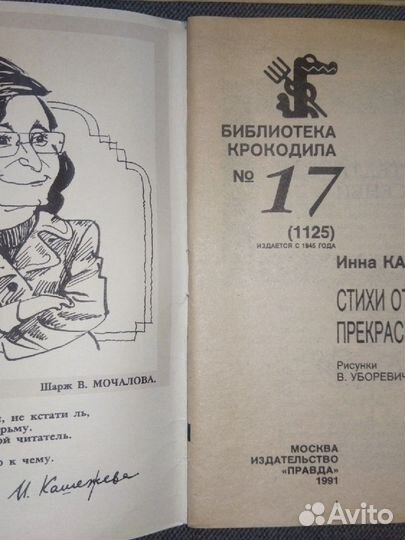 Шарж В. МОЧАЛОВА.
, не кстати ль,
рьму.
ой читатель.
о к чему.
И. Кашежева
БИБЛИОТЕКА
КРОКОДИЛА
№ 17
(1125)
ИЗДАЕТСЯ С 1945 ГОДА
Инна КА
СТИХИ ОТ
ПРЕКРАС
Рисунки
В. УБОРЕВИЧ
МОСКВА
ИЗДАТЕЛЬСТВО
«ПРАВДА»
1991
Avito